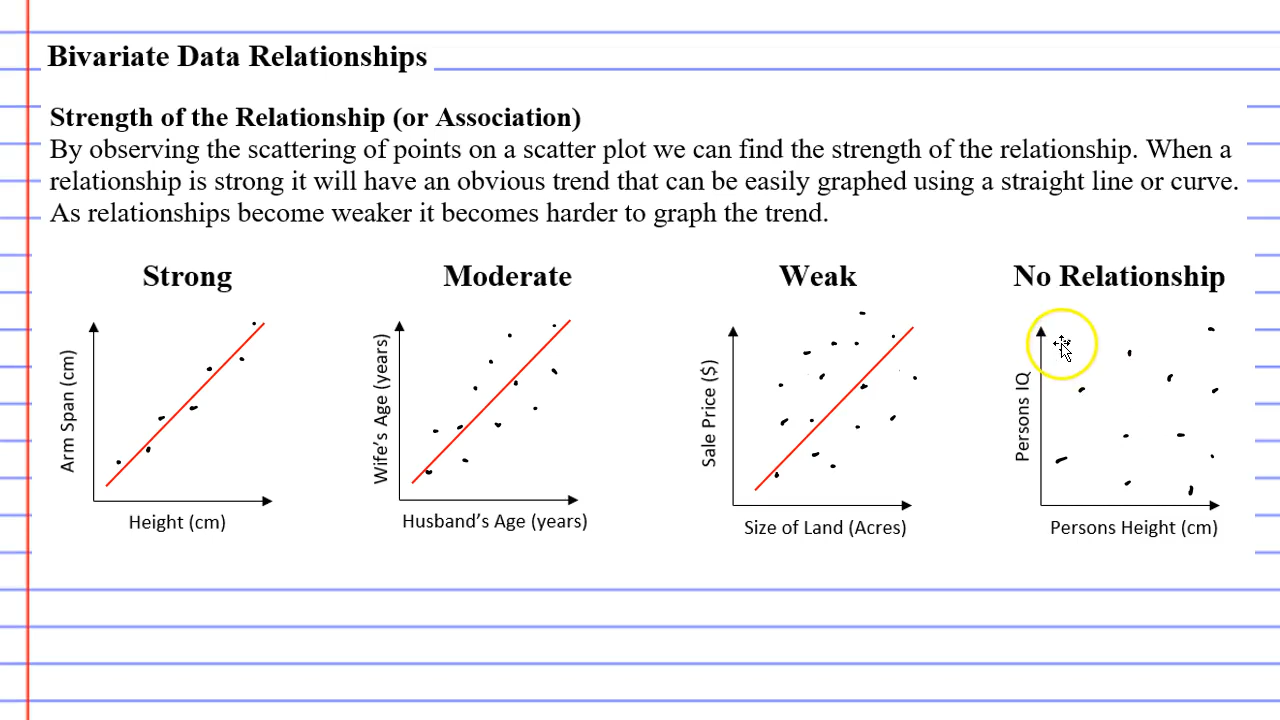 Bivariate Data Relationships
Strength of the Relationship (or Association)
By observing the scattering of points on a scatter plot we can find the strength of the relationship. When a
relationship is strong it will have an obvious trend that can be easily graphed using a straight line or curve.
As relationships become weaker it becomes harder to graph the trend.
Strong
Arm Span (cm)
Height (cm)
Moderate
Wife's Age (years)
Husband's Age (years)
Weak
Sale Price ($)
Size of Land (Acres)
No Relationship
Persons IQ
Persons Height (cm)